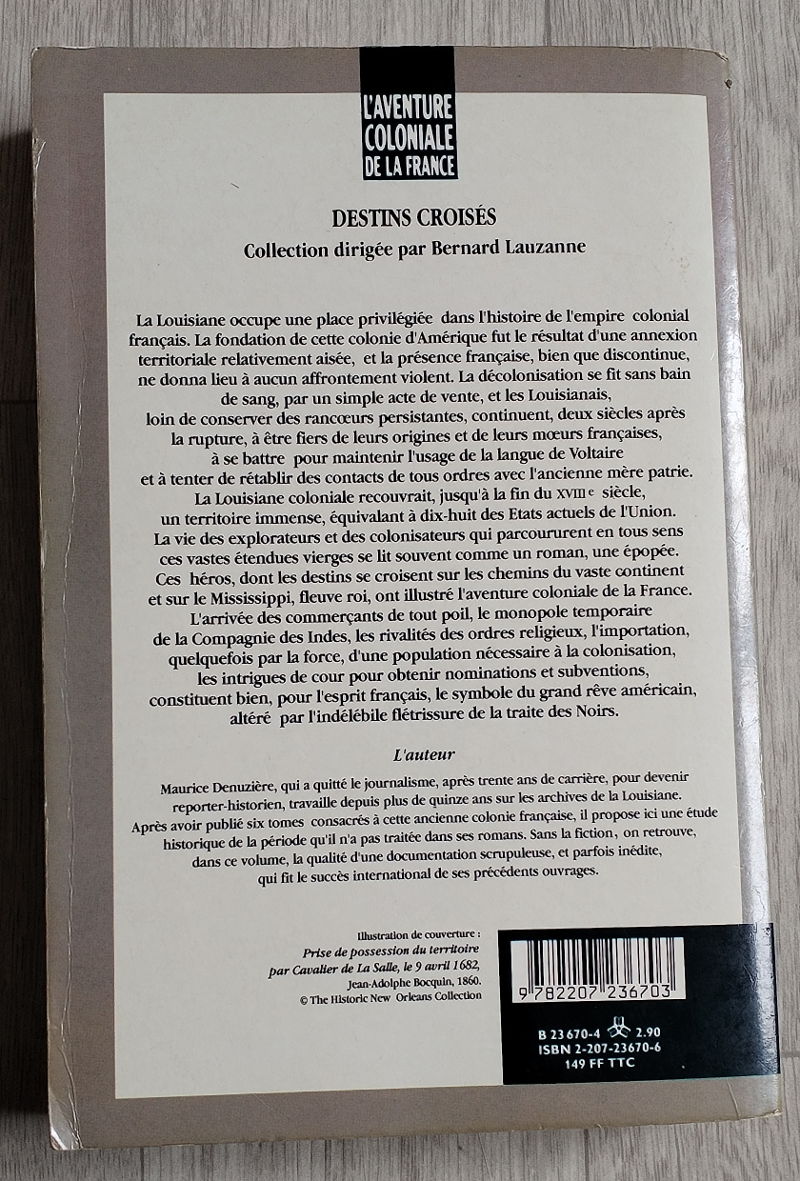 L'AVENTURE
COLONIALE
DE LA FRANCE
DESTINS CROISÉS
Collection dirigée par Bernard Lauzanne
La Louisiane occupe une place privilégiée dans l'histoire de l'empire colonial
français. La fondation de cette colonie d'Amérique fut le résultat d'une annexion
territoriale relativement aisée, et la présence française, bien que discontinue,
ne donna lieu à aucun affrontement violent. La décolonisation se fit sans bain
de sang, par un simple acte de vente, et les Louisianais,
loin de conserver des rancœurs persistantes, continuent, deux siècles après
la rupture, à être fiers de leurs origines et de leurs mœurs françaises,
à se battre pour maintenir l'usage de la langue de Voltaire
et à tenter de rétablir des contacts de tous ordres avec l'ancienne mère patrie.
La Louisiane coloniale recouvrait, jusqu'à la fin du XVIIIe siècle,
un territoire immense, équivalant à dix-huit des Etats actuels de l'Union.
La vie des explorateurs et des colonisateurs qui parcoururent en tous sens
ces vastes étendues vierges se lit souvent comme un roman, une épopée.
Ces héros, dont les destins se croisent sur les chemins du vaste continent
et sur le Mississippi, fleuve roi, ont illustré l'aventure coloniale de la France.
L'arrivée des commerçants de tout poil, le monopole temporaire
de la Compagnie des Indes, les rivalités des ordres religieux, l'importation,
quelquefois par la force, d'une population nécessaire à la colonisation,
les intrigues de cour pour obtenir nominations et subventions,
constituent bien, pour l'esprit français, le symbole du grand rêve américain,
altéré par l'indélébile flétrissure de la traite des Noirs.
L'auteur
Maurice Denuzière, qui a quitté le journalisme, après trente ans de carrière, pour devenir
reporter-historien, travaille depuis plus de quinze ans sur les archives de la Louisiane.
Après avoir publié six tomes consacrés à cette ancienne colonie française, il propose ici une étude
historique de la période qu'il n'a pas traitée dans ses romans. Sans la fiction, on retrouve,
dans ce volume, la qualité d'une documentation scrupuleuse, et parfois inédite,
qui fit le succès international de ses précédents ouvrages.
Illustration de couverture :
Prise de possession du territoire
par Cavalier de La Salle, le 9 avril 1682,
Jean-Adolphe Bocquin, 1860.
© The Historic New Orleans Collection
9 782207 236703
B 23 670-4 2.90
ISBN 2-207-23670-6
149 FF TTC